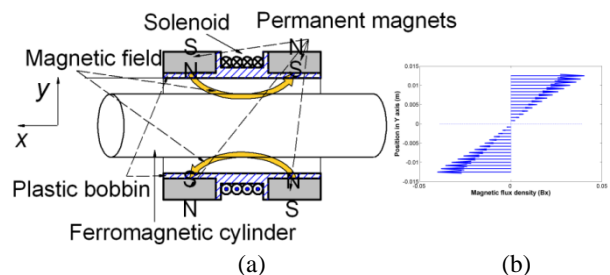 Solenoid
Permanent magnets
Magnetic field
S
N
N
S
y
x
S
N
N
S
Plastic bobbin
Ferromagnetic cylinder
(a)
Position in Y axis (m)
0.015
0.01
0.005
0
-0.005
-0.01
-0.015
-0.05
0
0.05
Magnetic flux density (Bx)
(b)